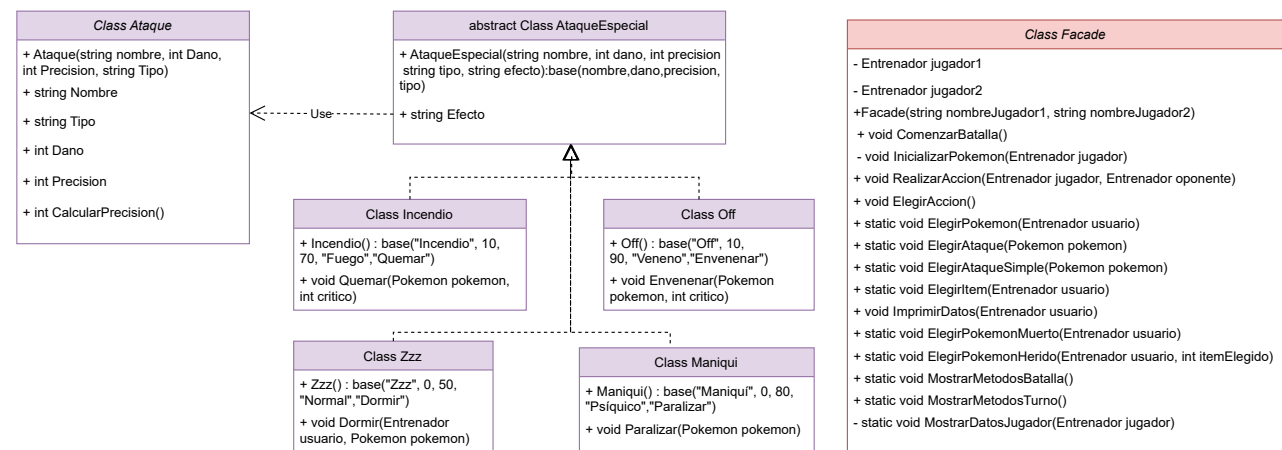 Class Ataque
+ Ataque(string nombre, int Dano,
int Precision, string Tipo)
+ string Nombre
+ string Tipo
+ int Dano
+ int Precision
+ int CalcularPrecision()
Use
abstract Class AtaqueEspecial
+ AtaqueEspecial(string nombre, int dano, int precision
string tipo, string efecto):base(nombre,dano,precision,
tipo)
+ string Efecto
Class Incendio
+ Incendio() : base("Incendio", 10,
70, "Fuego","Quemar")
+ void Quemar(Pokemon pokemon,
int critico)
Class Off
+ Off() : base("Off", 10,
90, "Veneno","Envenenar")
+ void Envenenar(Pokemon
pokemon, int critico)
Class Zzz
+ Zzz() : base("Zzz", 0, 50,
"Normal","Dormir")
+ void Dormir(Entrenador
usuario, Pokemon pokemon)
Class Maniqui
+ Maniqui() : base("Maniquí", 0, 80,
"Psíquico","Paralizar")
+ void Paralizar(Pokemon pokemon)
Class Facade
- Entrenador jugador1
- Entrenador jugador2
+Facade(string nombreJugador1, string nombreJugador2)
+ void ComenzarBatalla()
- void InicializarPokemon(Entrenador jugador)
+ void RealizarAccion(Entrenador jugador, Entrenador oponente)
+ void ElegirAccion()
+ static void ElegirPokemon(Entrenador usuario)
+ static void ElegirAtaque(Pokemon pokemon)
+ static void ElegirAtaqueSimple(Pokemon pokemon)
+ static void ElegirItem(Entrenador usuario)
+ void ImprimirDatos(Entrenador usuario)
+ static void ElegirPokemonMuerto(Entrenador usuario)
+ static void ElegirPokemonHerido(Entrenador usuario, int itemElegido)
+ static void MostrarMetodosBatalla()
+ static void MostrarMetodosTurno()
- static void MostrarDatosJugador(Entrenador jugador)